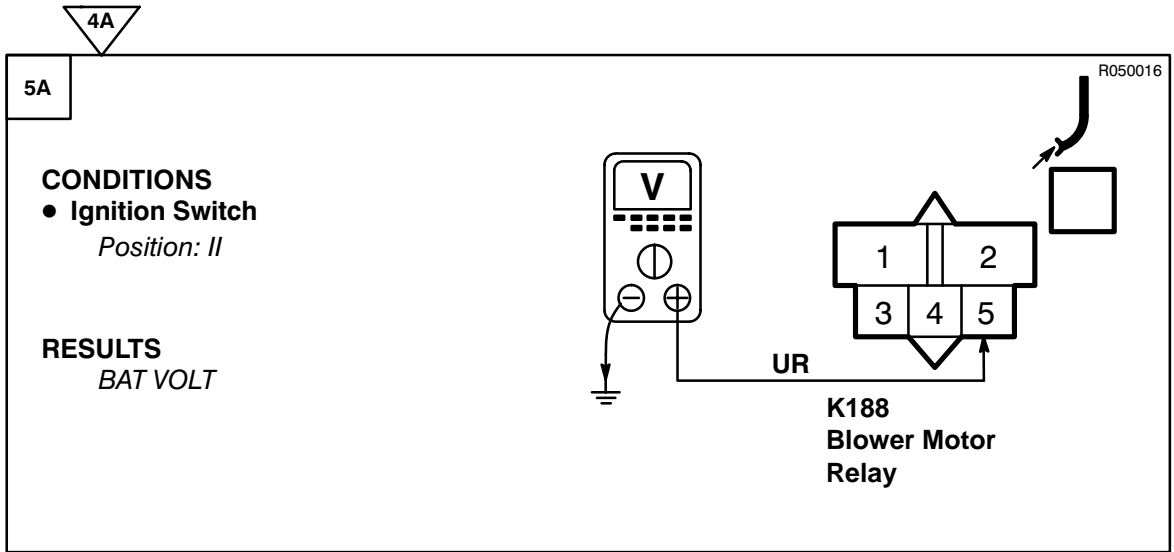 4A
5A
R050016
CONDITIONS
● Ignition Switch
Position: II
RESULTS
BAT VOLT
V
1 2
3 4 5
UR
K188
Blower Motor
Relay